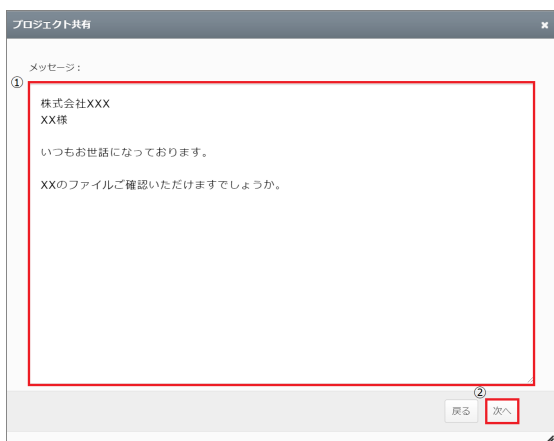 プロジェクト共有
メッセージ：
①
株式会社XXX
XX様
いつもお世話になっております。
XXのファイルご確認いただけますでしょうか。
②
戻る 次へ